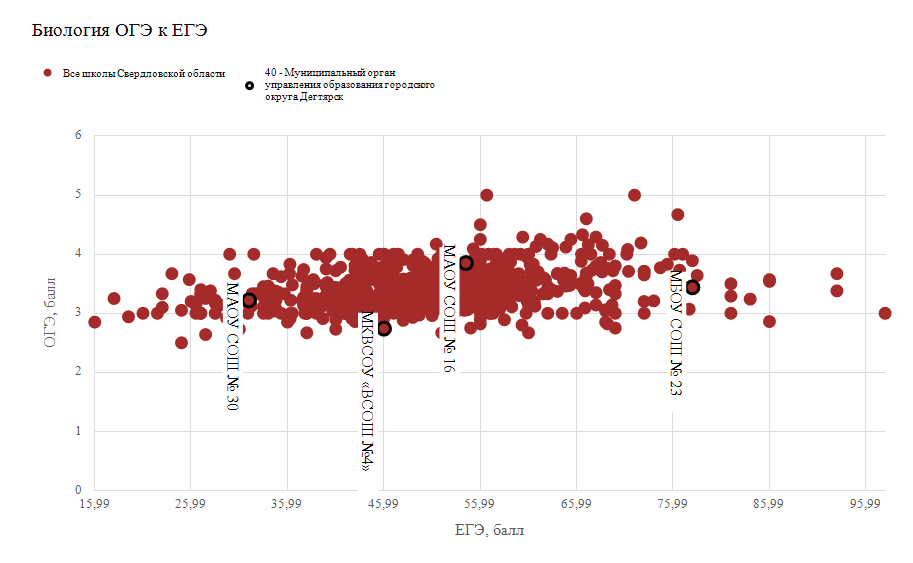 Биология ОГЭ к ЕГЭ
Все школы Свердловской области
40 - Муниципальный орган
управления образования городского
округа Дегтярск
6
5
4
3
2
1
0
ОГЭ, балл
МАОУ СОШ № 30
МКВСОУ «ВСОШ №4»
МАОУ СОШ № 16
МБОУ СОШ № 23
15,99 25,99 35,99 45,99 55,99 65,99 75,99 85,99 95,99
ЕГЭ, балл